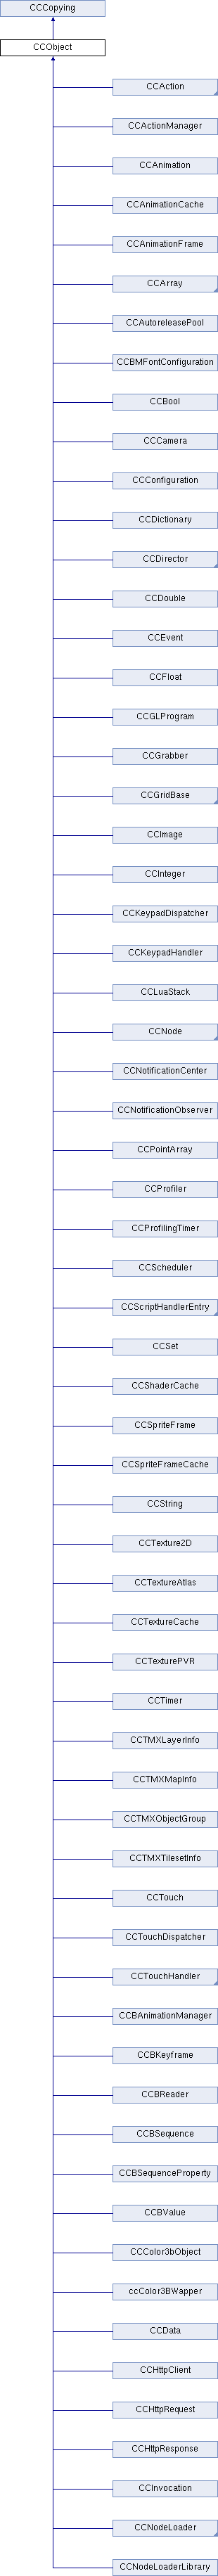 CCCopying
CCObject
CCAction
CCActionManager
CCAnimation
CCAnimationCache
CCAnimationFrame
CCArray
CCAutoreleasePool
CCBMFontConfiguration
CCBool
CCCamera
CCConfiguration
CCDictionary
CCDirector
CCDouble
CCEvent
CCFloat
CCGLProgram
CCGrabber
CCGridBase
CCImage
CCInteger
CCKeypadDispatcher
CCKeypadHandler
CCLuaStack
CCNode
CCNotificationCenter
CCNotificationObserver
CCPointArray
CCProfiler
CCProfilingTimer
CCScheduler
CCScriptHandlerEntry
CCSet
CCShaderCache
CCSpriteFrame
CCSpriteFrameCache
CCString
CCTexture2D
CCTextureAtlas
CCTextureCache
CCTexturePVR
CCTimer
CCTMXLayerInfo
CCTMXMapInfo
CCTMXObjectGroup
CCTMXTilesetInfo
CCTouch
CCTouchDispatcher
CCTouchHandler
CCBAnimationManager
CCBKeyframe
CCBReader
CCBSequence
CCBSequenceProperty
CCBValue
CCColor3bObject
ccColor3BWapper
CCData
CCHttpClient
CCHttpRequest
CCHttpResponse
CCInvocation
CCNodeLoader
CCNodeLoaderLibrary